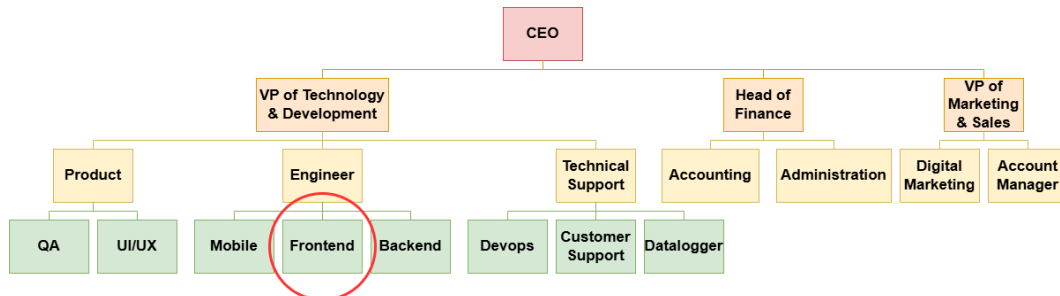 CEO
VP of Technology
& Development
Head of
Finance
VP of
Marketing
& Sales
Product
Engineer
Technical
Support
Accounting
Administration
Digital
Marketing
Account
Manager
QA
UI/UX
Mobile
Frontend
Backend
Devops
Customer
Support
Datalogger